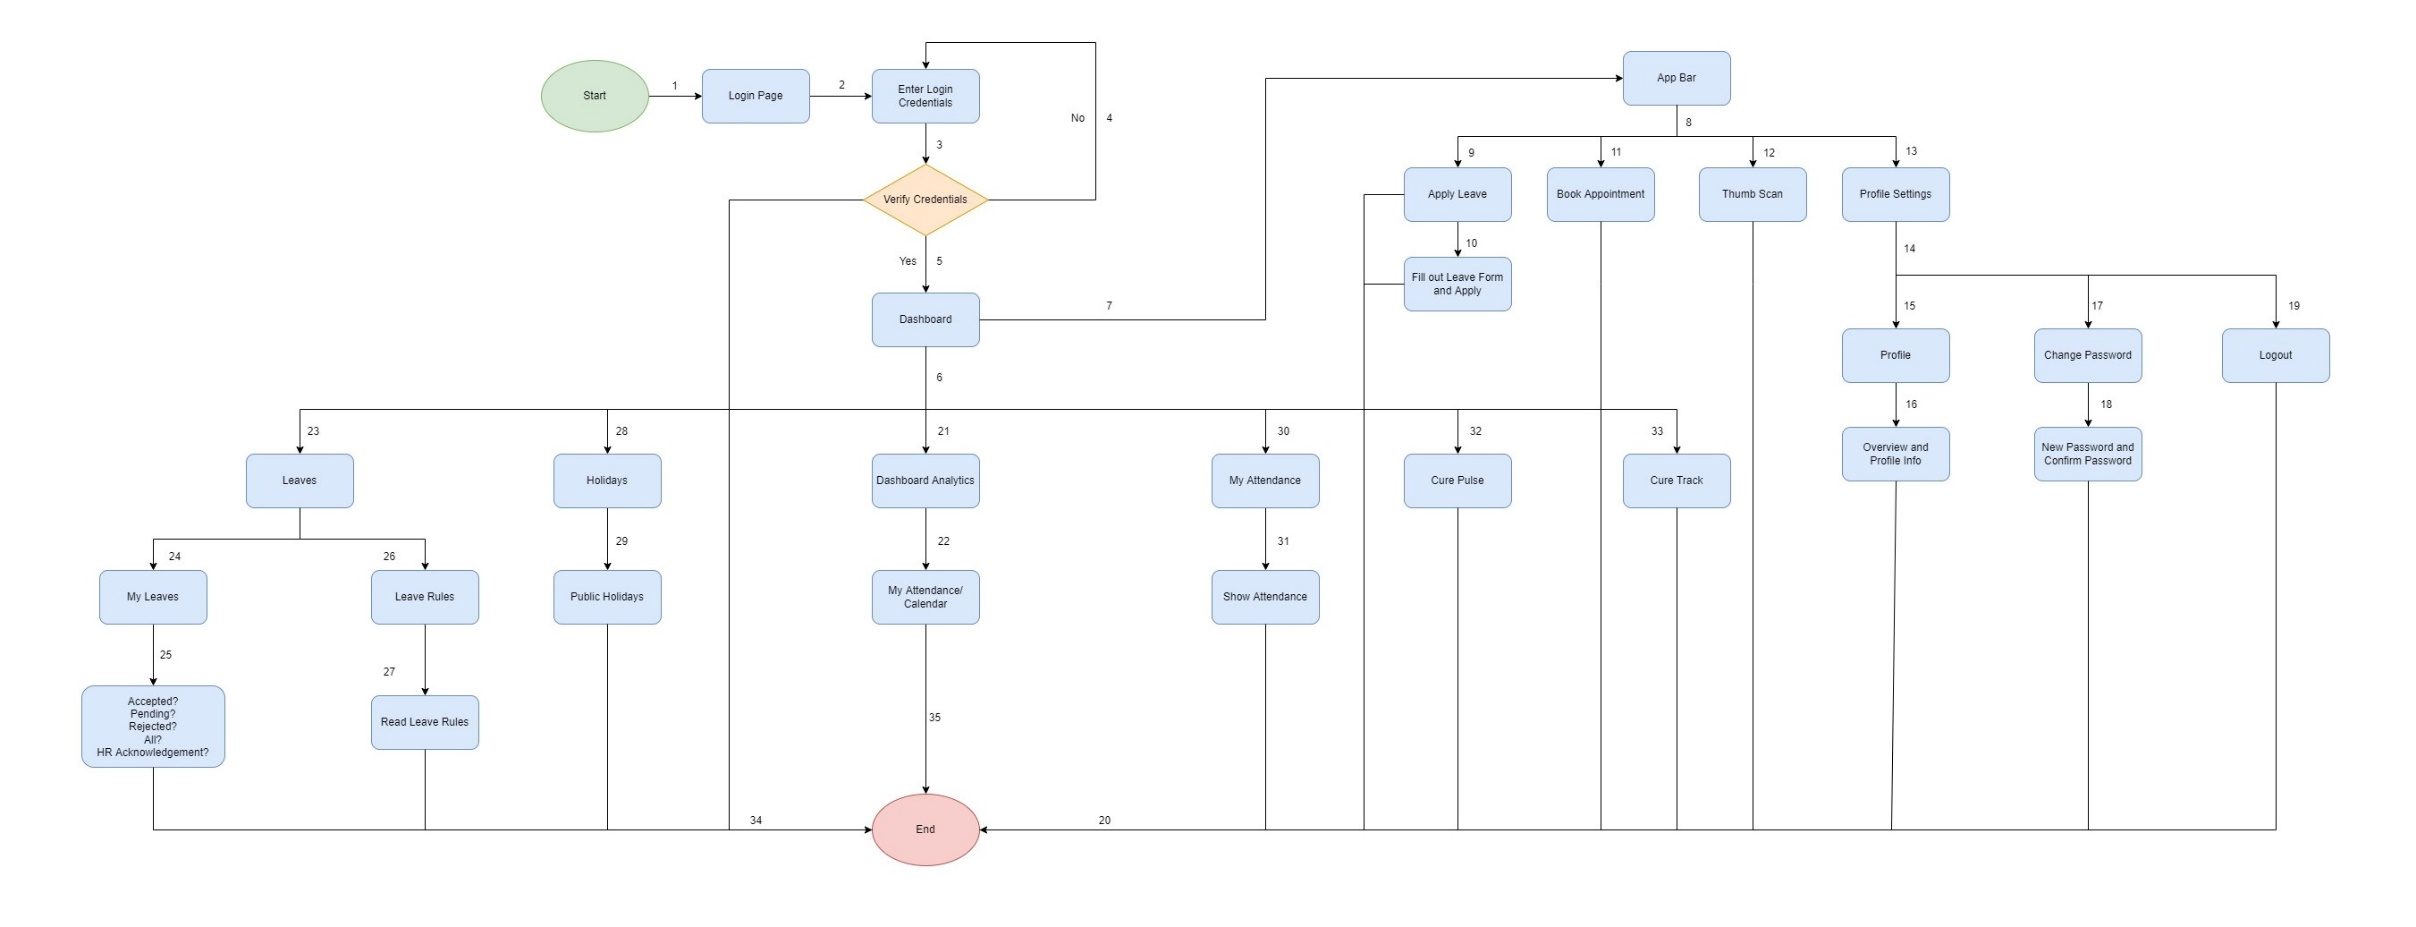 App Bar
Start
1
Login Page
2
Enter Login
Credentials
No
4
8
3
9
11
12
13
Verify Credentials
Apply Leave
Book Appointment
Thumb Scan
Profile Settings
Yes
5
10
14
Fill out Leave Form
and Apply
Dashboard
7
15
17
19
Profile
Change Password
Logout
6
16
18
23
28
21
30
32
33
Overview and
Profile Info
New Password and
Confirm Password
Leaves
Holidays
Dashboard Analytics
My Attendance
Cure Pulse
Cure Track
24
26
29
22
31
My Leaves
Leave Rules
Public Holidays
My Attendance/
Calendar
Show Attendance
25
27
Accepted?
Pending?
Rejected?
All?
HR Acknowledgement?
Read Leave Rules
35
34
End
20